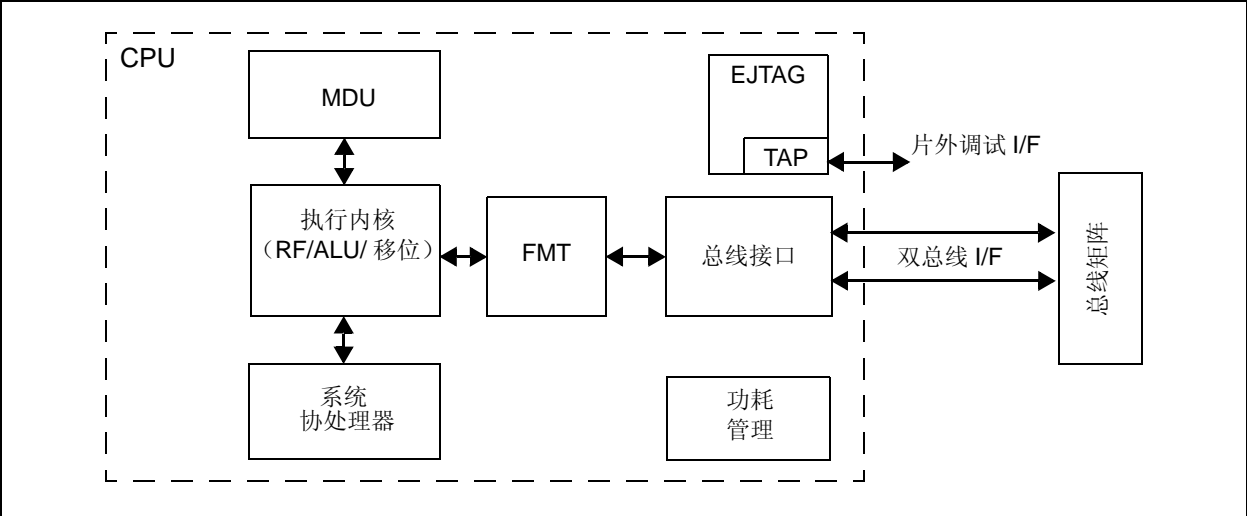 CPU
MDU
EJTAG
TAP
片外调试 I/F
执行内核
（RF/ALU/ 移位）
FMT
总线接口
双总线 I/F
总线矩阵
系统
协处理器
功耗
管理